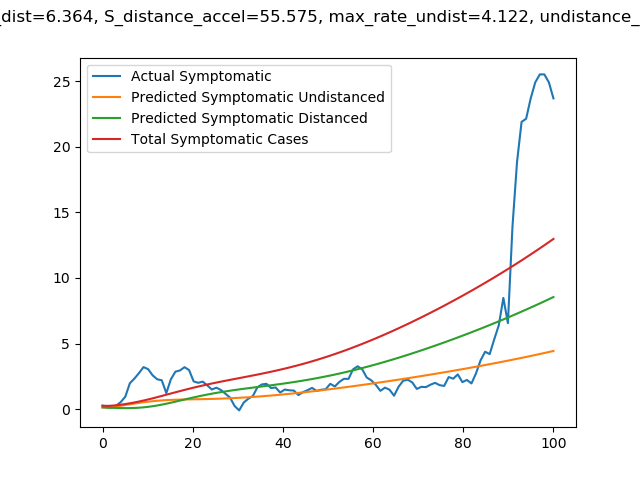 _dist=6.364, S_distance_accel=55.575, max_rate_undist=4.122, undistance_
Actual Symptomatic
Predicted Symptomatic Undistanced
Predicted Symptomatic Distanced
Total Symptomatic Cases
25
20
15
10
5
0
0 20 40 60 80 100